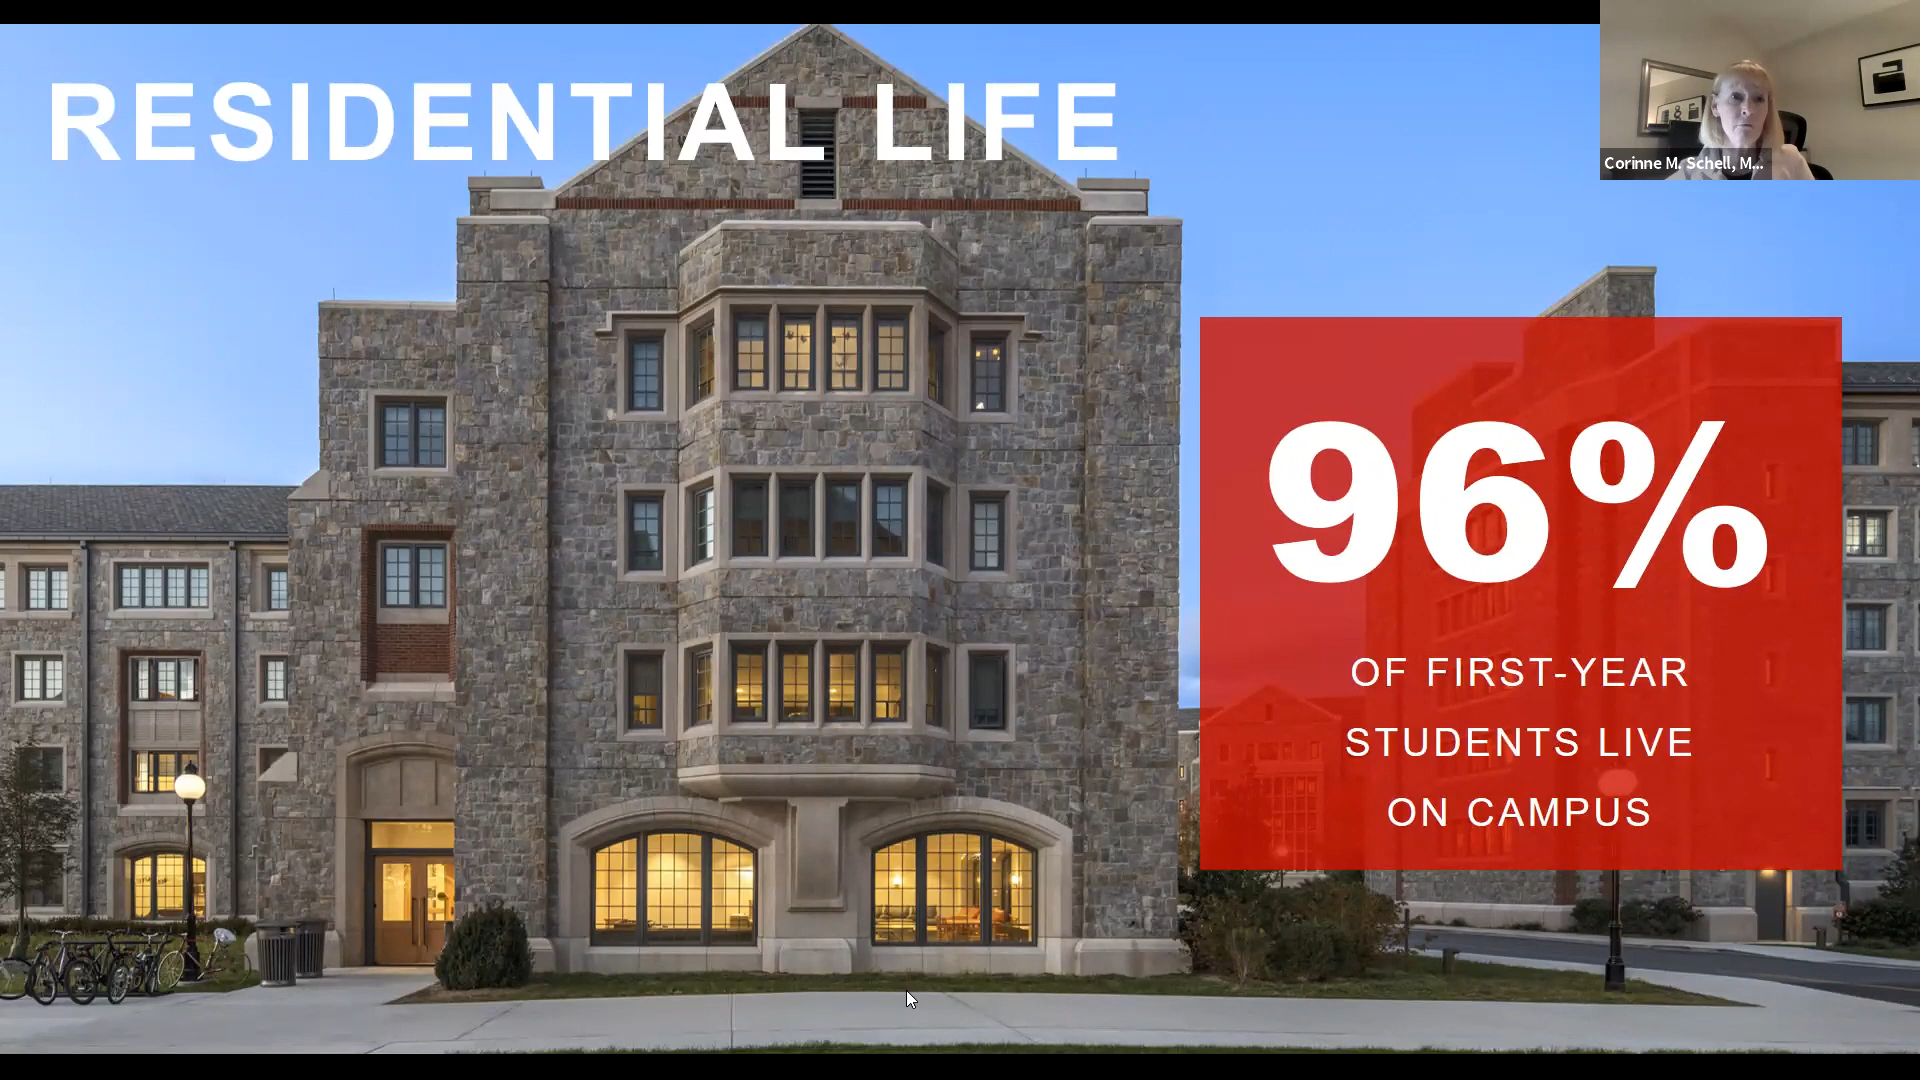 RESIDENTIAL LIFE
Corinne M. Schell, M...
96%
OF FIRST-YEAR
STUDENTS LIVE
ON CAMPUS